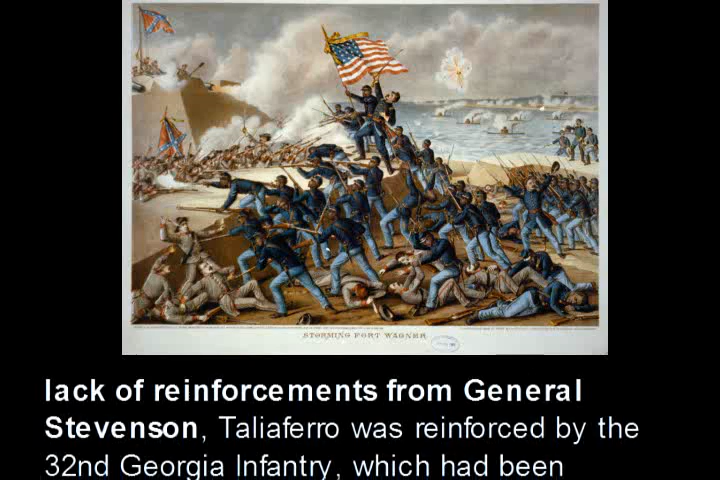 STORMING FORT WAGNER
lack of reinforcements from General
Stevenson, Taliaferro was reinforced by the
32nd Georgia Infantry, which had been